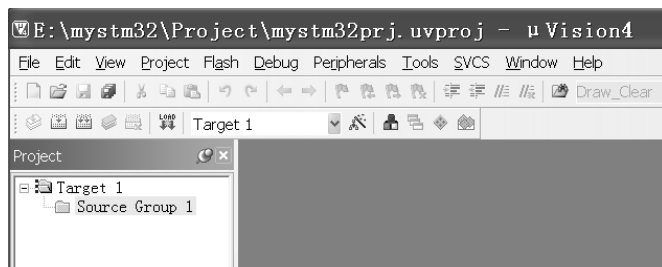 E:\mystm32\Project\mystm32prj.uvproj - µVision4
File Edit View Project Flash Debug Peripherals Tools SVCS Window Help
Draw_Clear
LOAD Target 1
Project
Target 1
Source Group 1